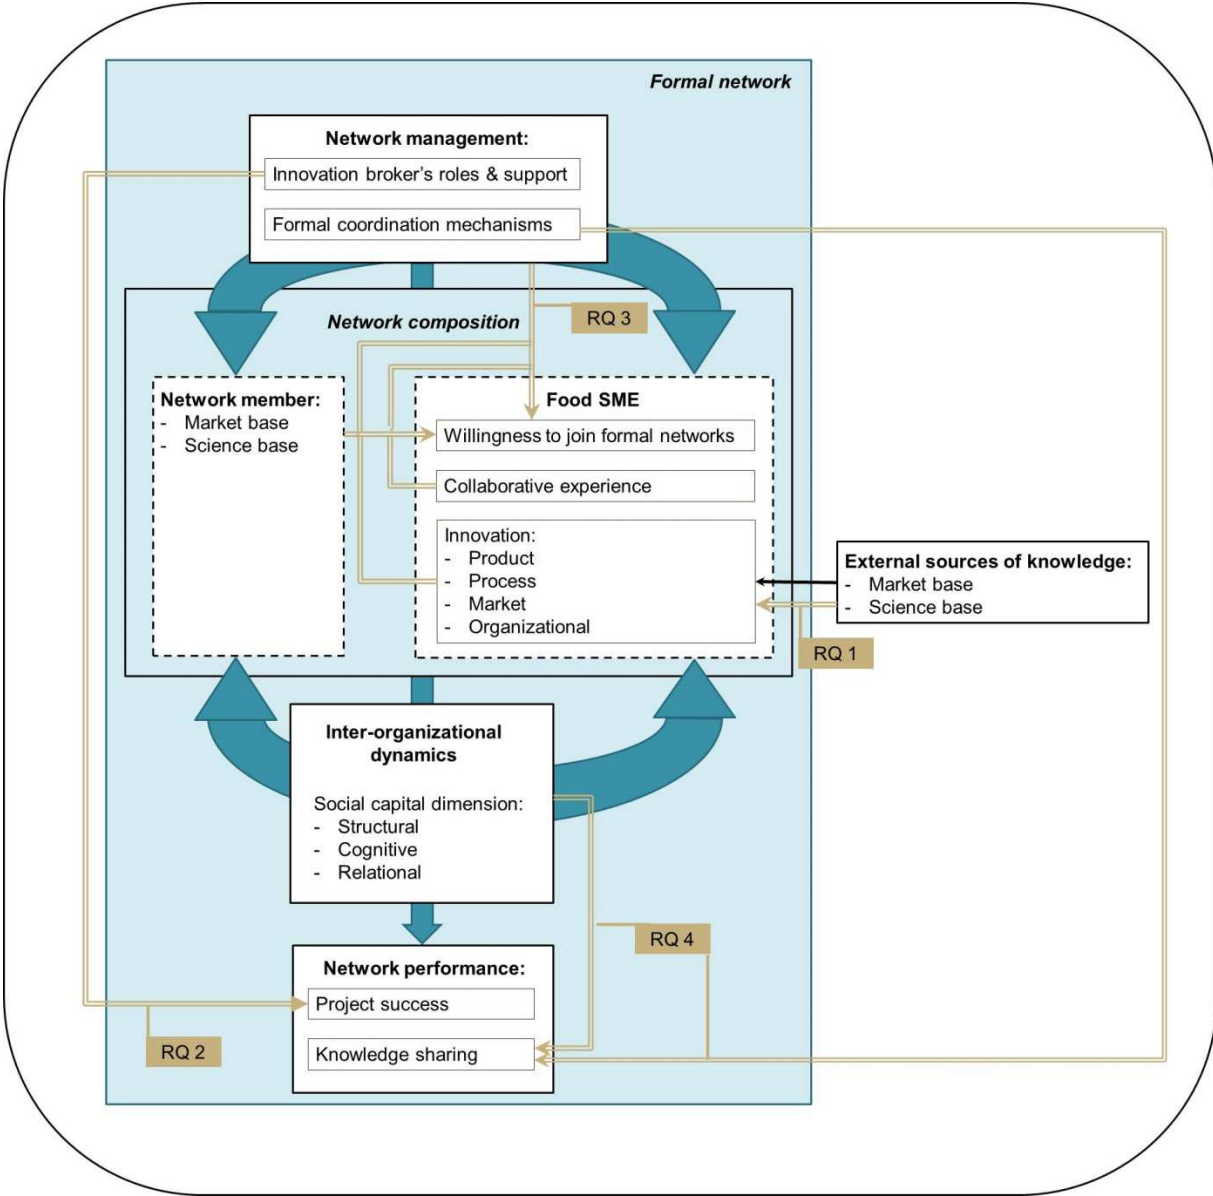 Formal network
Network management:
Innovation broker's roles & support
Formal coordination mechanisms
RQ 3
Network composition
Network member:
- Market base
- Science base
Food SME
Willingness to join formal networks
Collaborative experience
Innovation:
- Product
- Process
- Market
- Organizational
External sources of knowledge:
- Market base
- Science base
RQ 1
Inter-organizational
dynamics
Social capital dimension:
- Structural
- Cognitive
- Relational
RQ 4
Network performance:
Project success
Knowledge sharing
RQ 2